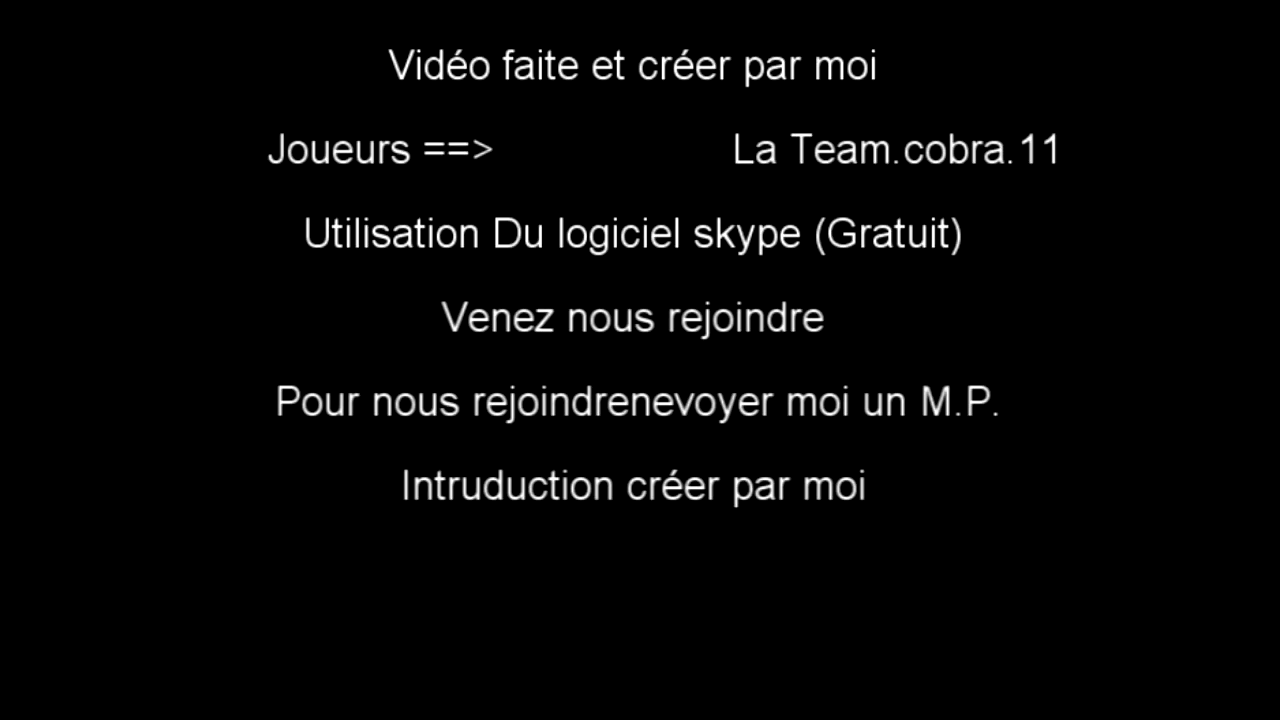 Vidéo faite et créer par moi
Joueurs ==> La Team.cobra.11
Utilisation Du logiciel skype (Gratuit)
Venez nous rejoindre
Pour nous rejoindrenevoyer moi un M.P.
Intruduction créer par moi